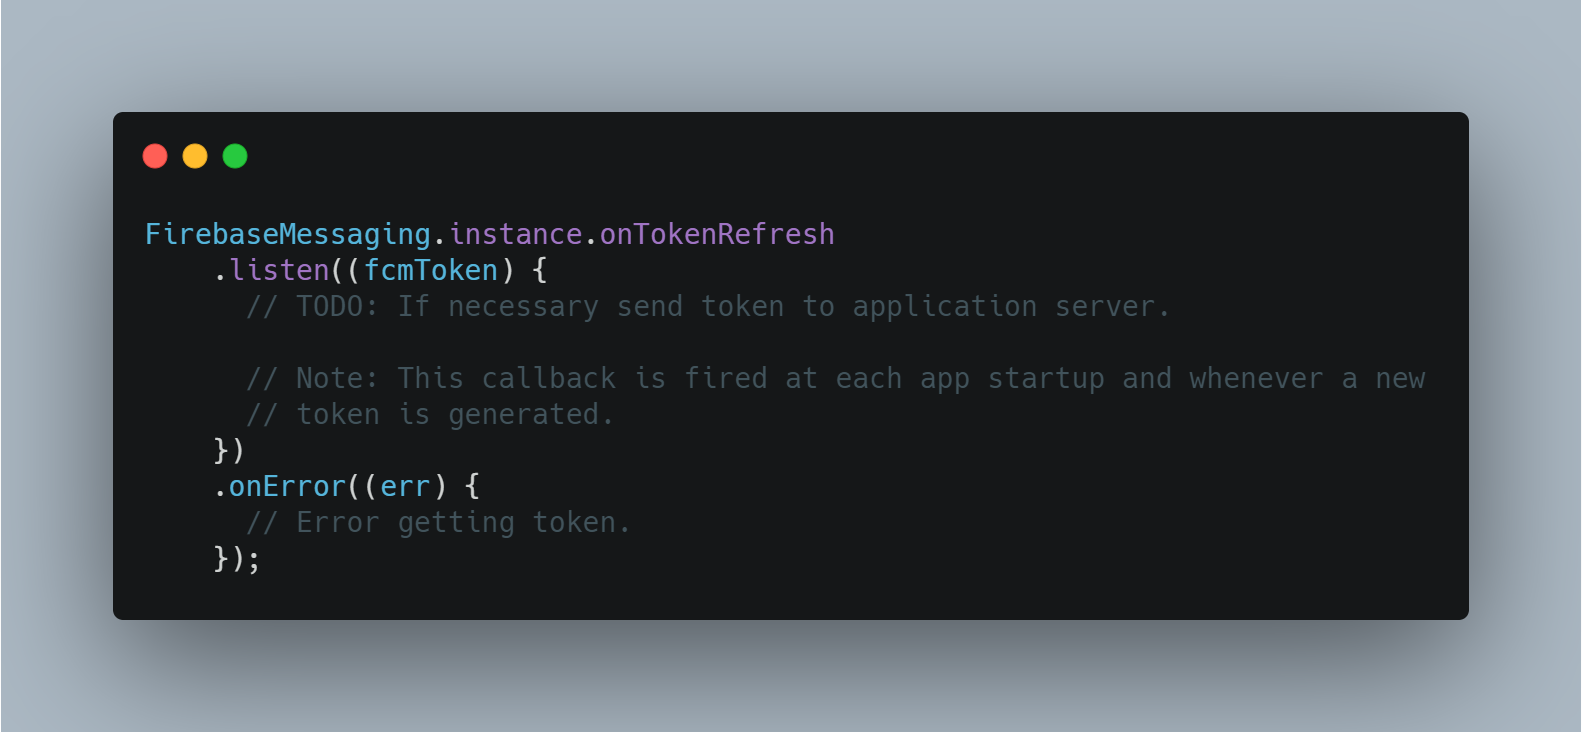 FirebaseMessaging.instance.onTokenRefresh
    .listen((fcmToken) {
      // TODO: If necessary send token to application server.

      // Note: This callback is fired at each app startup and whenever a new
      // token is generated.
    })
    .onError((err) {
      // Error getting token.
    });